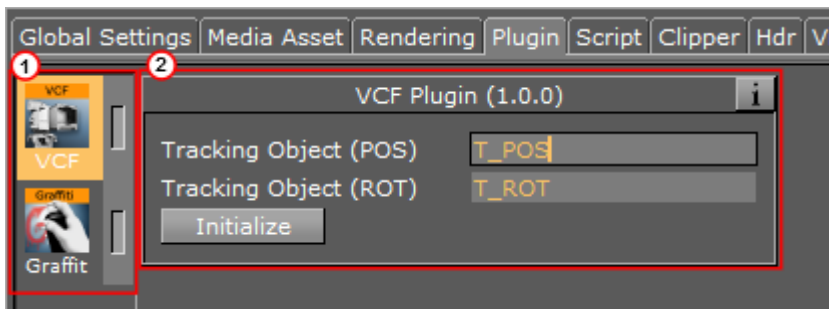 Global Settings Media Asset Rendering Plugin Script Clipper Hdr V
1 2
VCF
VCF
Graffiti
Graffit
VCF Plugin (1.0.0) i
Tracking Object (POS) T_POS
Tracking Object (ROT) T_ROT
Initialize